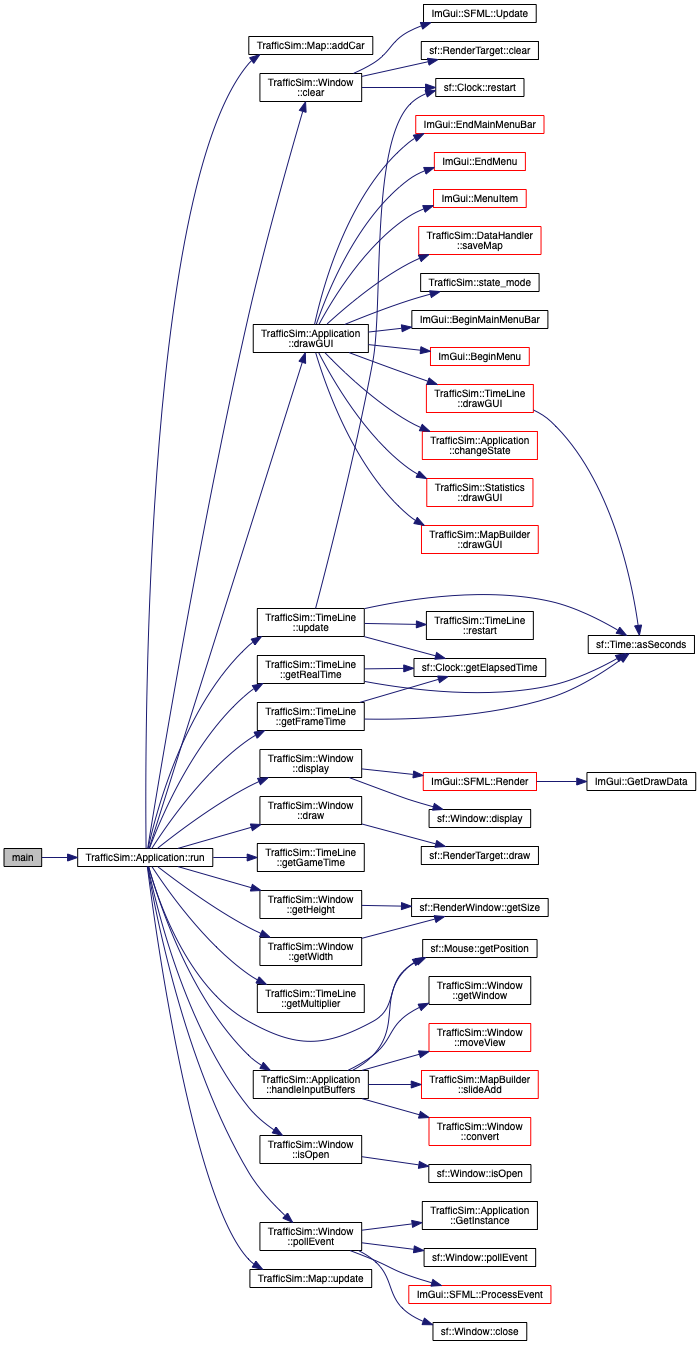 ImGui::SFML::Update
TrafficSim::Map::addCar
sf::RenderTarget::clear
TrafficSim::Window
::clear
sf::Clock::restart
ImGui::EndMainMenuBar
ImGui::EndMenu
ImGui::MenuItem
TrafficSim::DataHandler
::saveMap
TrafficSim::state_mode
ImGui::BeginMainMenuBar
TrafficSim::Application
::drawGUI
ImGui::BeginMenu
TrafficSim::TimeLine
::drawGUI
TrafficSim::Application
::changeState
TrafficSim::Statistics
::drawGUI
TrafficSim::MapBuilder
::drawGUI
TrafficSim::TimeLine
::update
TrafficSim::TimeLine
::restart
sf::Time::asSeconds
TrafficSim::TimeLine
::getRealTime
sf::Clock::getElapsedTime
TrafficSim::TimeLine
::getFrameTime
TrafficSim::Window
::display
ImGui::SFML::Render
ImGui::GetDrawData
TrafficSim::Window
::draw
sf::Window::display
main
TrafficSim::Application::run
TrafficSim::TimeLine
::getGameTime
sf::RenderTarget::draw
TrafficSim::Window
::getHeight
sf::RenderWindow::getSize
TrafficSim::Window
::getWidth
sf::Mouse::getPosition
TrafficSim::TimeLine
::getMultiplier
TrafficSim::Window
::getWindow
TrafficSim::Window
::moveView
TrafficSim::Application
::handleInputBuffers
TrafficSim::MapBuilder
::slideAdd
TrafficSim::Window
::convert
TrafficSim::Window
::isOpen
sf::Window::isOpen
TrafficSim::Application
::GetInstance
TrafficSim::Window
::pollEvent
sf::Window::pollEvent
TrafficSim::Map::update
ImGui::SFML::ProcessEvent
sf::Window::close